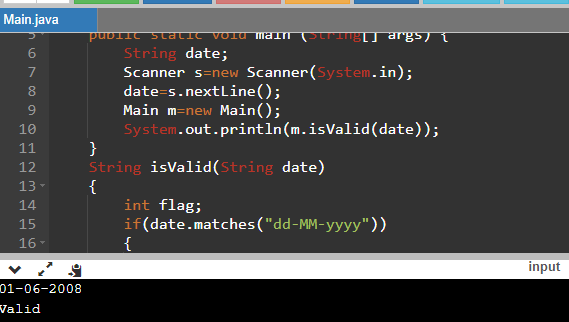 Main.java
5 public static void main (String[] args) {
6 String date;
7 Scanner s=new Scanner(System.in);
8 date=s.nextLine();
9 Main m=new Main();
10 System.out.println(m.isValid(date));
11 }
12 String isValid(String date)
13 {
14 int flag;
15 if(date.matches("dd-MM-yyyy"))
16 {
input
01-06-2008
Valid